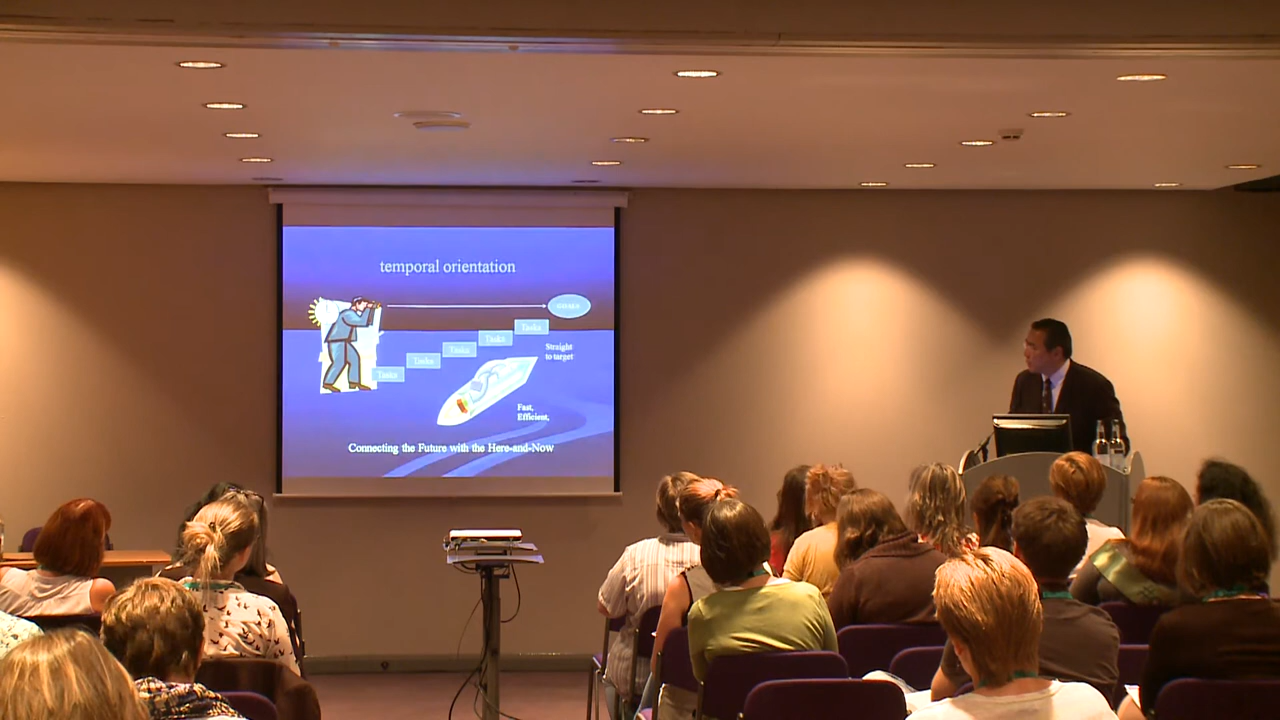 temporal orientation
GOALS
Tasks
Tasks
Tasks
Tasks
Tasks
Straight
to target
Fast,
Efficient,
Connecting the Future with the Here-and-Now